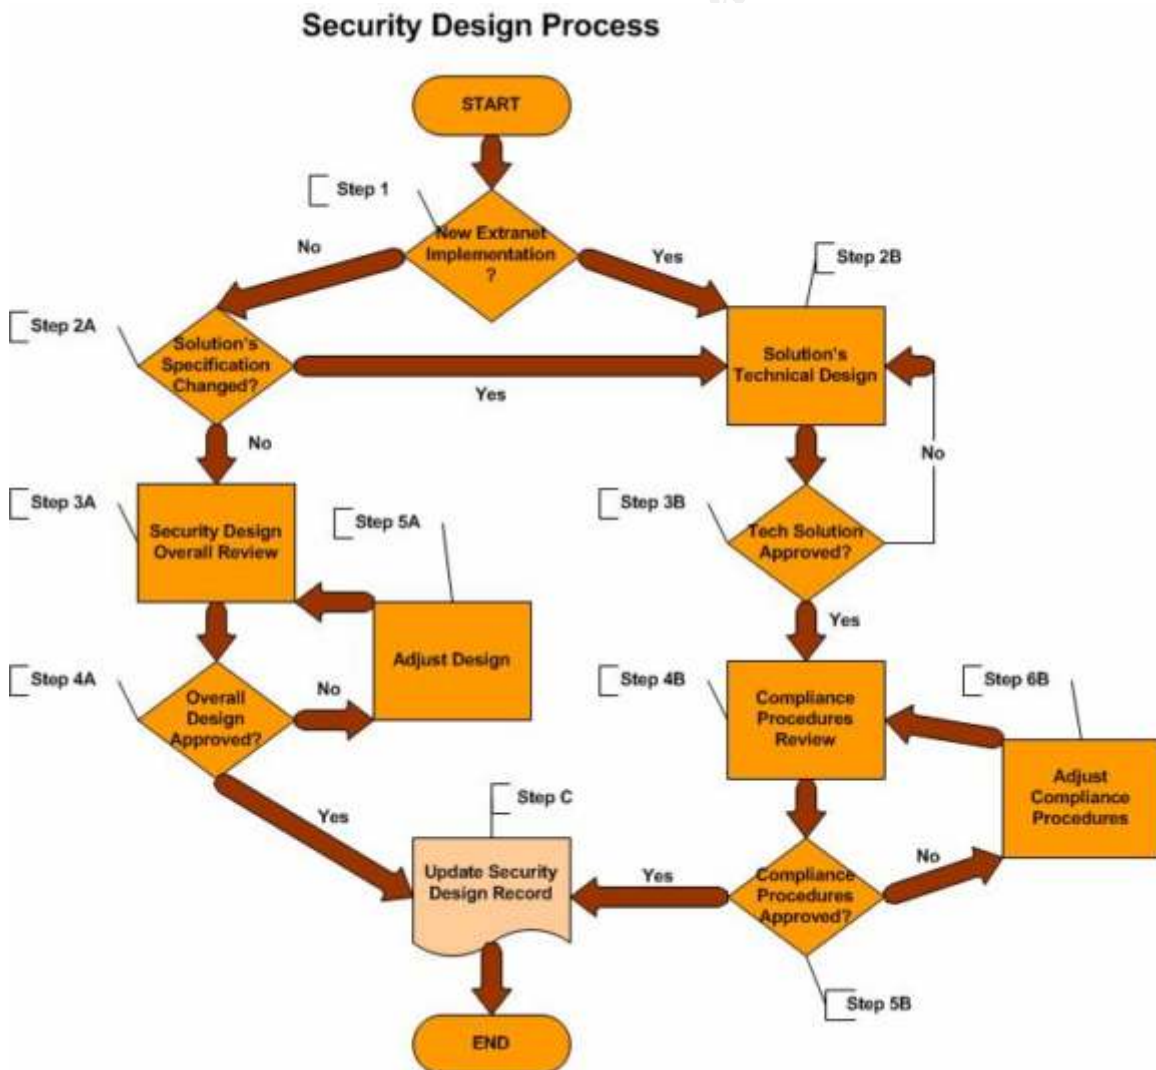 Security Design Process
START
Step 1
New Extranet
Implementation
?
No
Yes
Step 2B
Step 2A
Solution's
Specification
Changed?
Yes
Solution's
Technical Design
No
No
Step 3A
Security Design
Overall Review
Step 5A
Step 3B
Tech Solution
Approved?
Yes
Adjust Design
Step 4A
Overall
Design
Approved?
No
Step 4B
Compliance
Procedures
Review
Step 6B
Adjust
Compliance
Procedures
Yes
Step C
Update Security
Design Record
Yes
Compliance
Procedures
Approved?
No
Step 5B
END